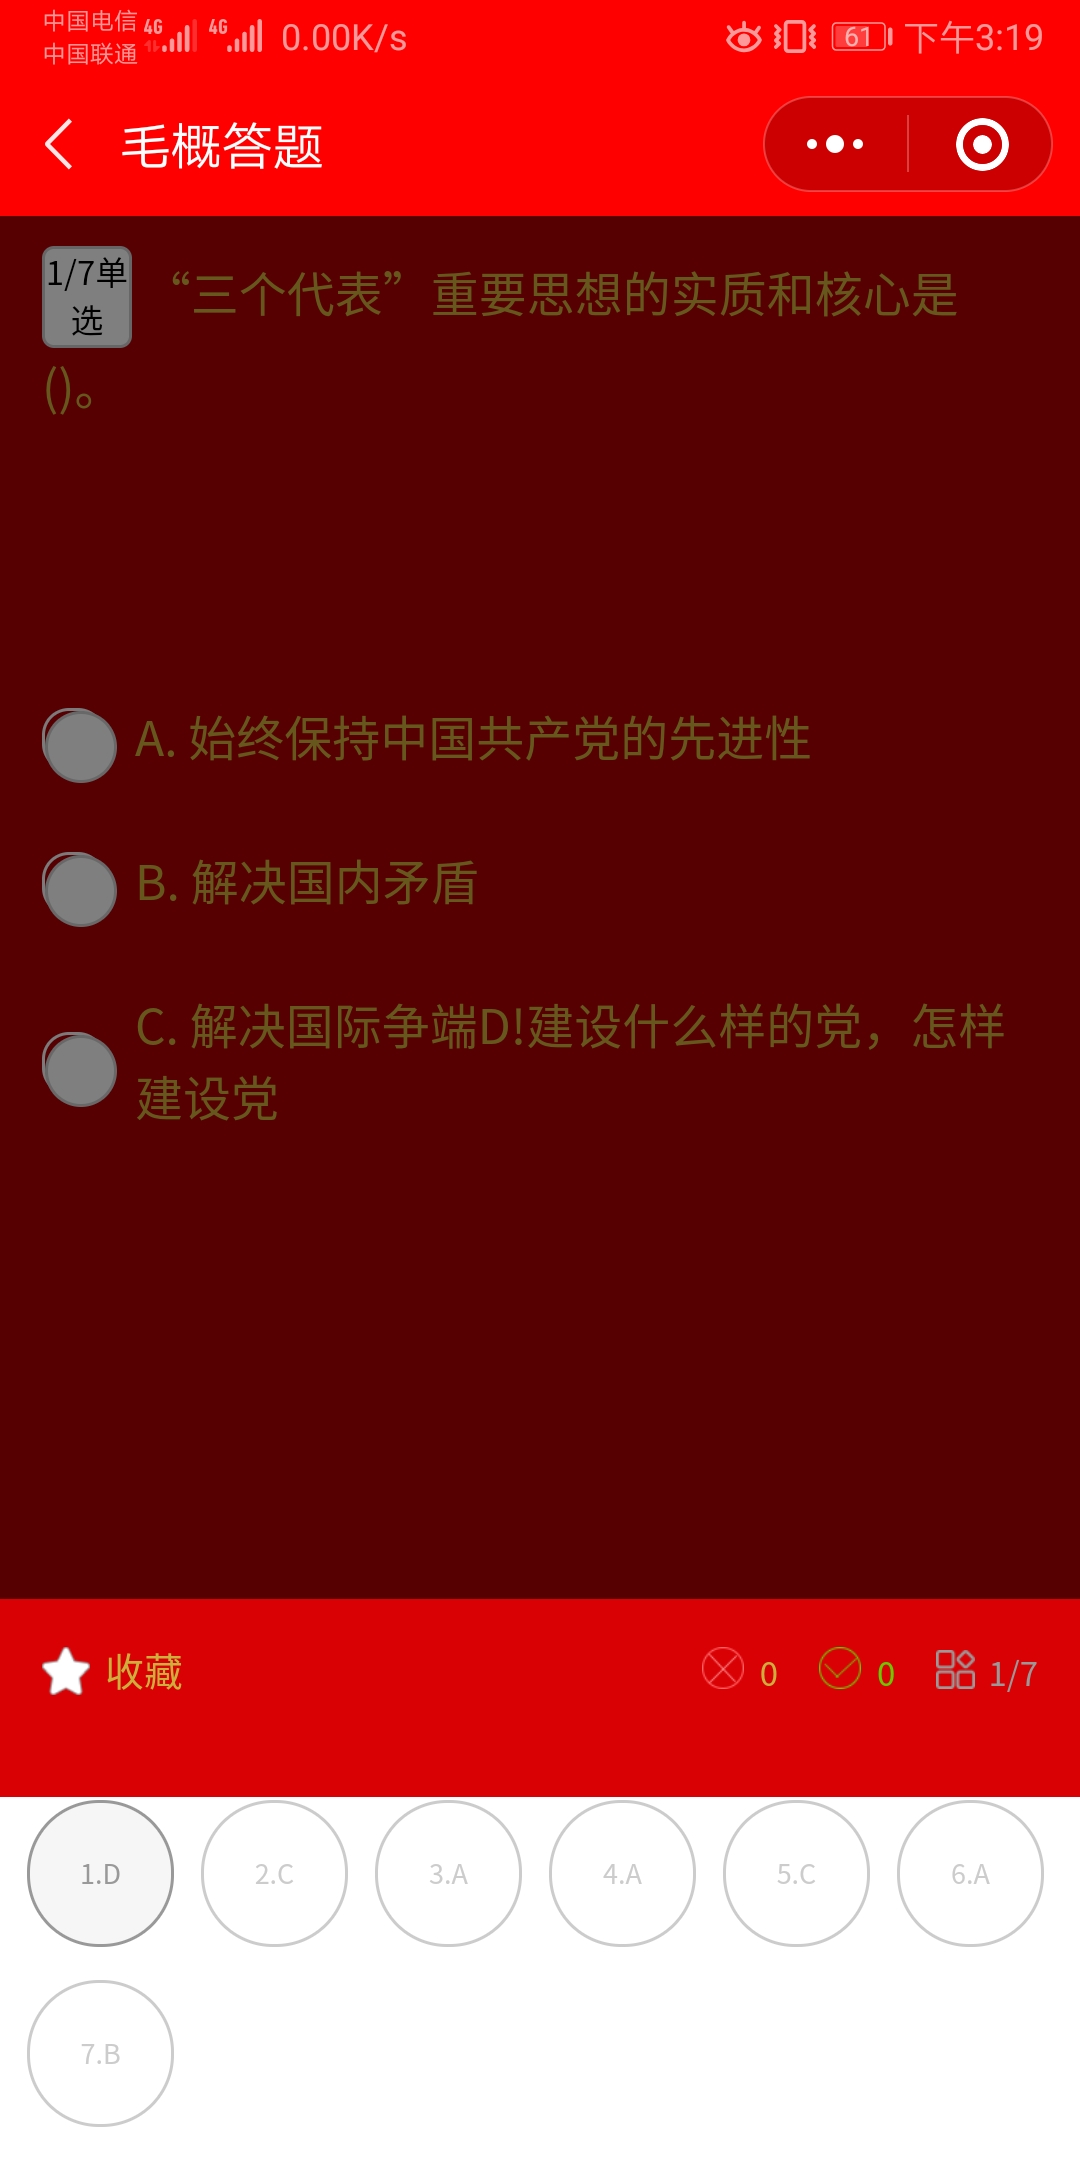 中国电信 4G 4G 0.00K/s 61 下午3:19
中国联通
毛概答题
1/7单选 “三个代表”重要思想的实质和核心是
()。
A. 始终保持中国共产党的先进性
B. 解决国内矛盾
C. 解决国际争端D!建设什么样的党，怎样
建设党
收藏 0 0 1/7
1.D 2.C 3.A 4.A 5.C 6.A
7.B